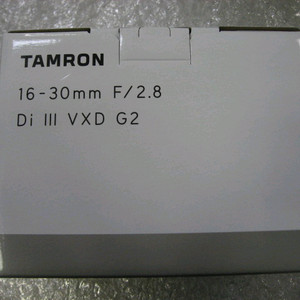 TAMRON
16-30mm F/2.8
Di III VXD G2